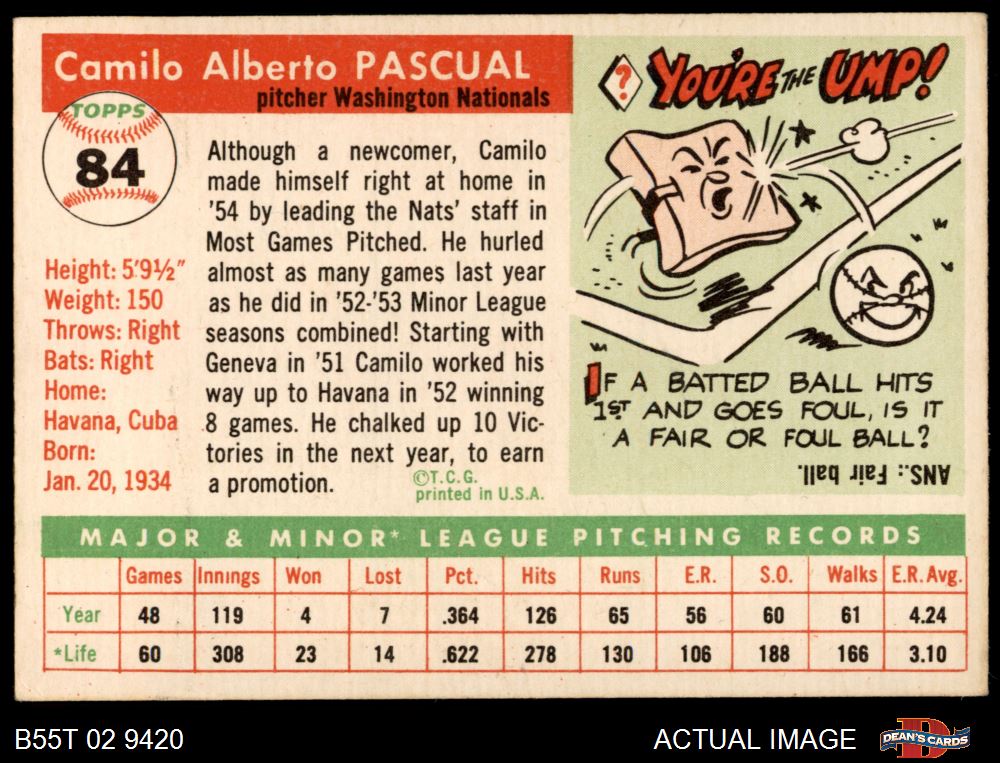 Camilo Alberto PASCUAL
pitcher Washington Nationals
TOPPS
84
Height: 5'9½"
Weight: 150
Throws: Right
Bats: Right
Home:
Havana, Cuba
Born:
Jan. 20, 1934
Although a newcomer, Camilo
made himself right at home in
'54 by leading the Nats' staff in
Most Games Pitched. He hurled
almost as many games last year
as he did in '52-'53 Minor League
seasons combined! Starting with
Geneva in '51 Camilo worked his
way up to Havana in '52 winning
8 games. He chalked up 10 Vic-
tories in the next year, to earn
a promotion.
©T.C.G.
printed in U.S.A.
? YOU'RE THE UMP!
IF A BATTED BALL HITS
1ST AND GOES FOUL, IS IT
A FAIR OR FOUL BALL?
ANS.: Fair ball.
MAJOR & MINOR* LEAGUE PITCHING RECORDS
Games Innings Won Lost Pct. Hits Runs E.R. S.O. Walks E.R.Avg.
Year 48 119 4 7 .364 126 65 56 60 61 4.24
*Life 60 308 23 14 .622 278 130 106 188 166 3.10
B55T 02 9420
ACTUAL IMAGE
D
DEAN'S CARDS